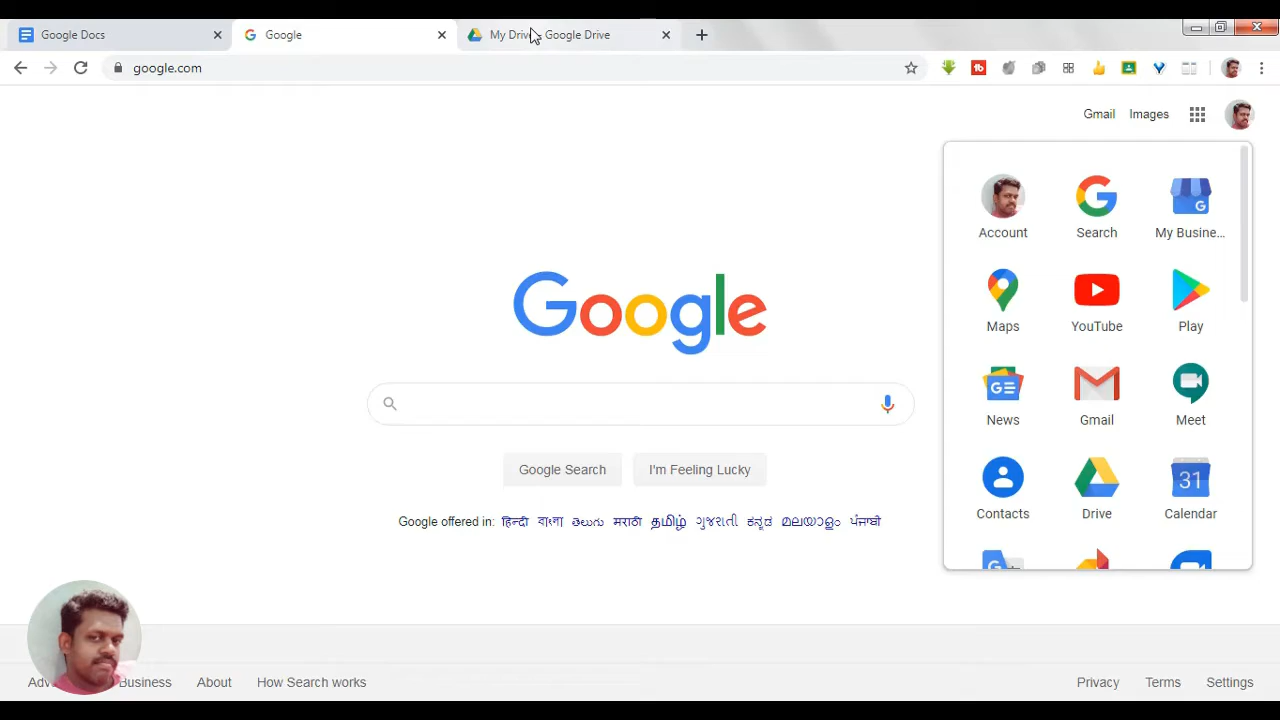 Google Docs
Google
My Drive - Google Drive
google.com
Gmail Images
Account Search My Busine...
Maps YouTube Play
GE
News Gmail Meet
31
Contacts Drive Calendar
Google
Google Search I'm Feeling Lucky
Google offered in: हिन्दी বাংলা తెలుగు मराठी தமிழ் ગુજરાતી ಕನ್ನಡ മലയാളം ਪੰਜਾਬੀ
Business About How Search works
Privacy Terms Settings